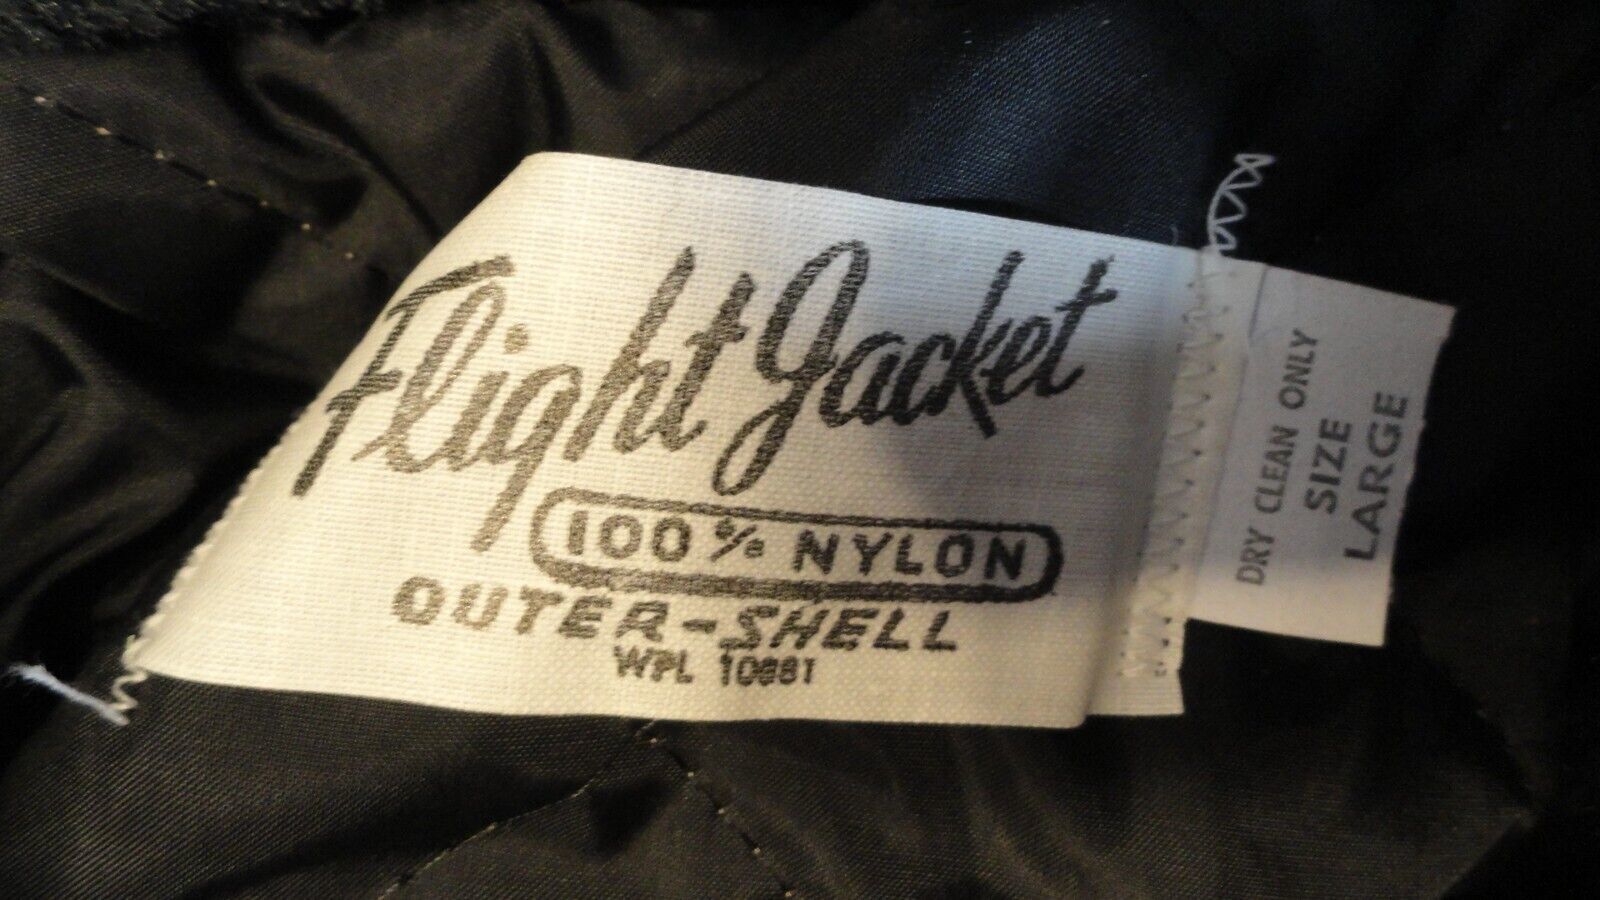 Flight Jacket
100% NYLON
OUTER-SHELL
WPL 10881
DRY CLEAN ONLY
SIZE
LARGE